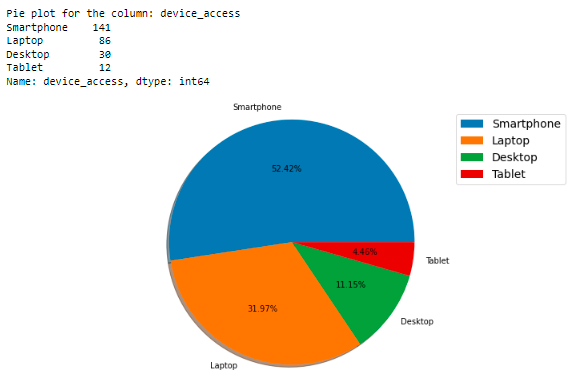 Pie plot for the column: device_access
Smartphone    141
Laptop         86
Desktop        30
Tablet         12
Name: device_access, dtype: int64
Smartphone
Smartphone
Laptop
Desktop
Tablet
52.42%
4.46%
Tablet
11.15%
31.97%
Desktop
Laptop